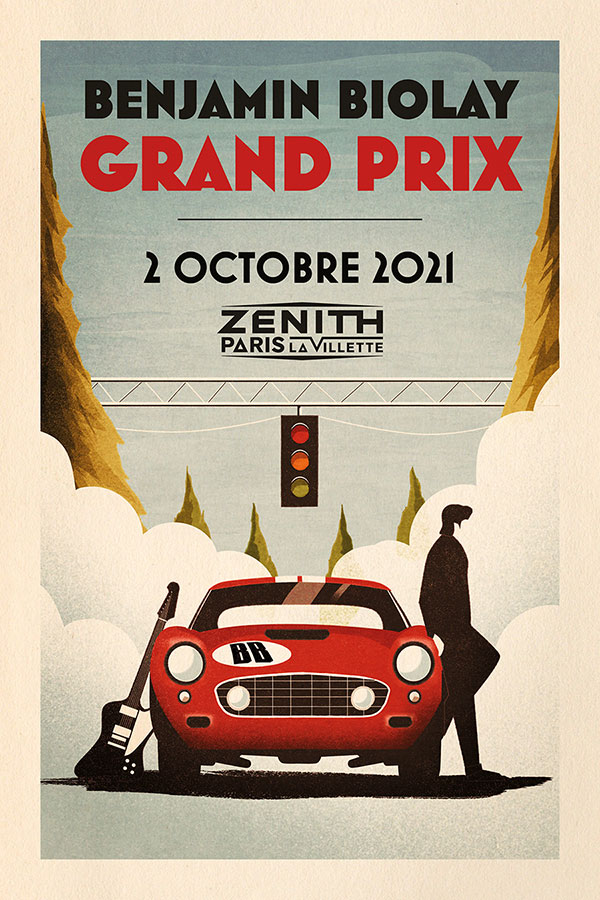 BENJAMIN BIOLAY
GRAND PRIX
2 OCTOBRE 2021
ZENITH
PARIS LA VILLETTE
BB